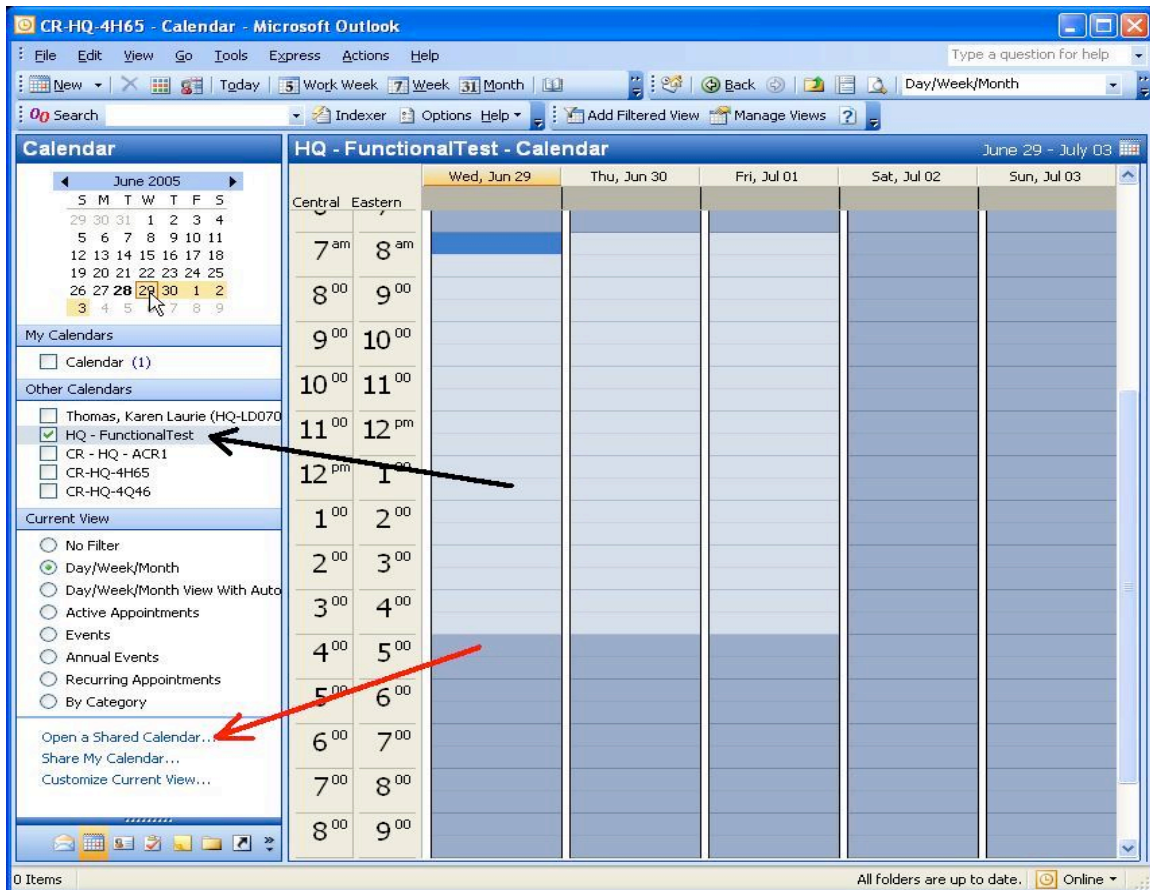 CR-HQ-4H65 - Calendar - Microsoft Outlook
File Edit View Go Tools Express Actions Help Type a question for help
New Today 5 Work Week 7 Week 31 Month Back Day/Week/Month
Search Indexer Options Help Add Filtered View Manage Views ?
Calendar
June 2005
S M T W T F S
29 30 31 1 2 3 4
5 6 7 8 9 10 11
12 13 14 15 16 17 18
19 20 21 22 23 24 25
26 27 28 29 30 1 2
3 4 5 7 8 9
My Calendars
Calendar (1)
Other Calendars
Thomas, Karen Laurie (HQ-LD070
HQ - FunctionalTest
CR - HQ - ACR1
CR-HQ-4H65
CR-HQ-4Q46
Current View
No Filter
Day/Week/Month
Day/Week/Month View With Auto
Active Appointments
Events
Annual Events
Recurring Appointments
By Category
Open a Shared Calendar...
Share My Calendar...
Customize Current View...
HQ - FunctionalTest - Calendar June 29 - July 03
Wed, Jun 29 Thu, Jun 30 Fri, Jul 01 Sat, Jul 02 Sun, Jul 03
Central Eastern
7 am 8 am
8 00 9 00
9 00 10 00
10 00 11 00
11 00 12 pm
12 pm 1 00
1 00 2 00
2 00 3 00
3 00 4 00
4 00 5 00
5 00 6 00
6 00 7 00
7 00 8 00
8 00 9 00
0 Items All folders are up to date. Online